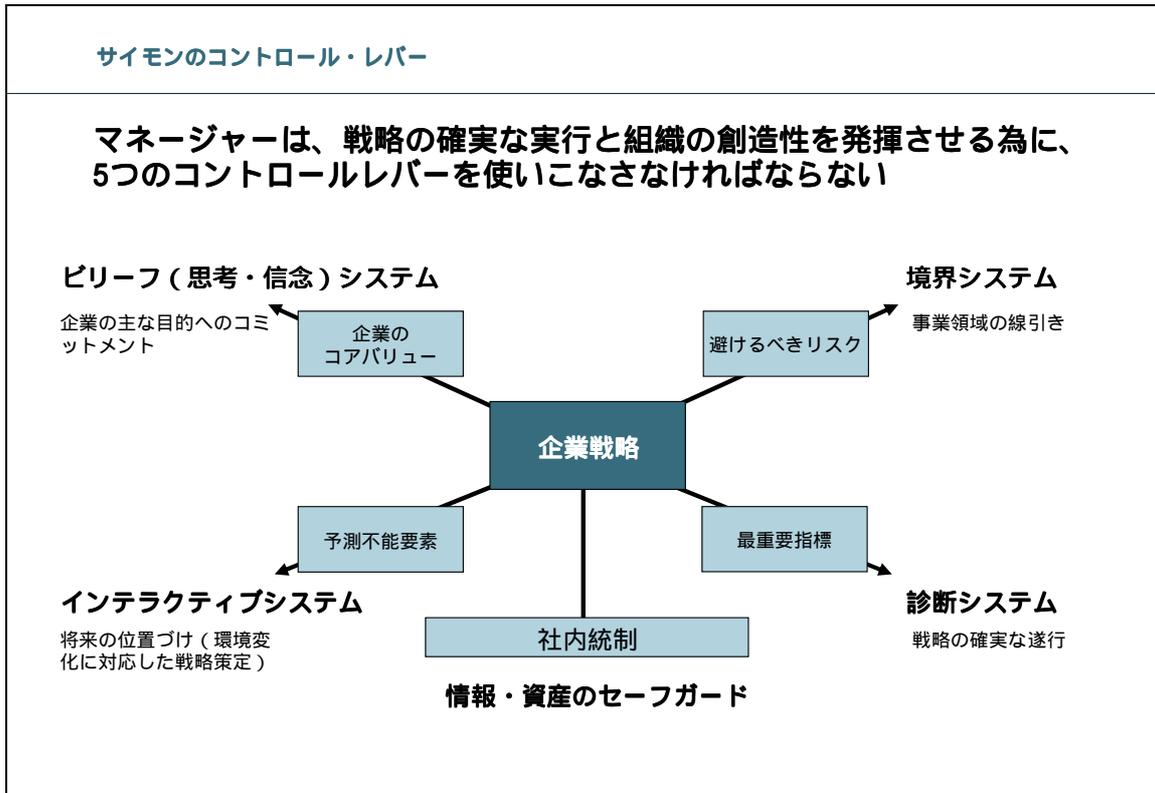 サイモンのコントロール・レバー
マネージャーは、戦略の確実な実行と組織の創造性を発揮させる為に、
5つのコントロールレバーを使いこなさなければならない
ビリーフ（思考・信念）システム
企業の主な目的へのコミ
ットメント
企業の
コアバリュー
境界システム
事業領域の線引き
避けるべきリスク
企業戦略
予測不能要素
インテラクティブシステム
将来の位置づけ（環境変
化に対応した戦略策定）
最重要指標
診断システム
戦略の確実な遂行
社内統制
情報・資産のセーフガード